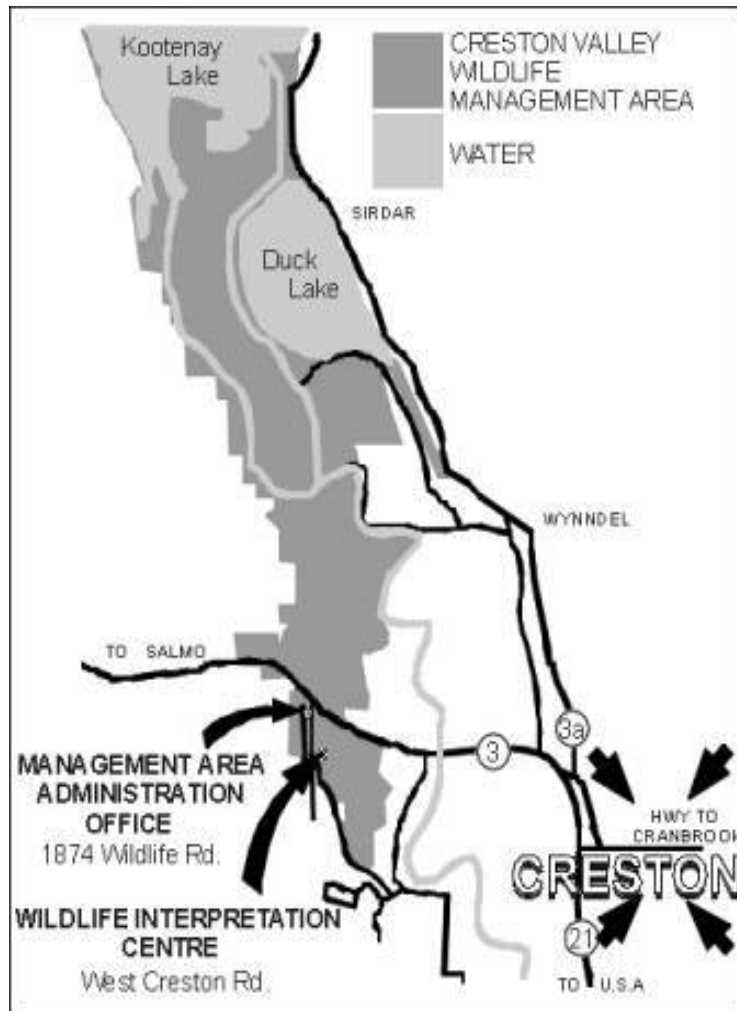 Kootenay
Lake
CRESTON VALLEY
WILDLIFE
MANAGEMENT AREA
WATER
SIRDAR
Duck
Lake
WYNNDEL
TO SALMO
3a
3
MANAGEMENT AREA
ADMINISTRATION
OFFICE
1874 Wildlife Rd.
HWY TO
CRANBROOK
CRESTON
WILDLIFE INTERPRETATION
CENTRE
West Creston Rd.
21
TO U.S.A